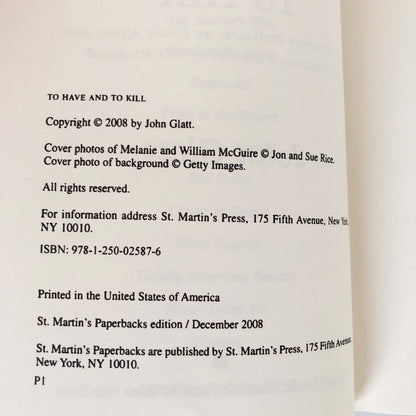 TO HAVE AND TO KILL
Copyright © 2008 by John Glatt.
Cover photos of Melanie and William McGuire © Jon and Sue Rice.
Cover photo of background © Getty Images.
All rights reserved.
For information address St. Martin's Press, 175 Fifth Avenue, New York,
NY 10010.
ISBN: 978-1-250-02587-6
Printed in the United States of America
St. Martin's Paperbacks edition / December 2008
St. Martin's Paperbacks are published by St. Martin's Press, 175 Fifth Avenue,
New York, NY 10010.
P1